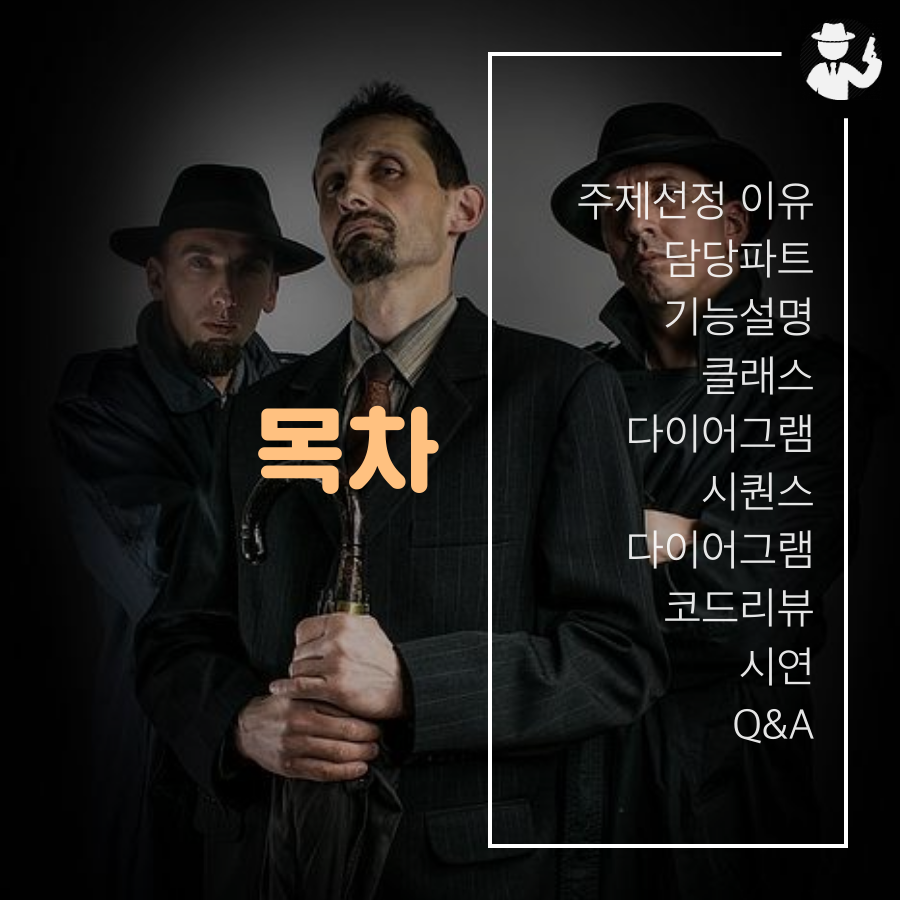 목차
주제선정 이유
담당파트
기능설명
클래스
다이어그램
시퀀스
다이어그램
코드리뷰
시연
Q&A